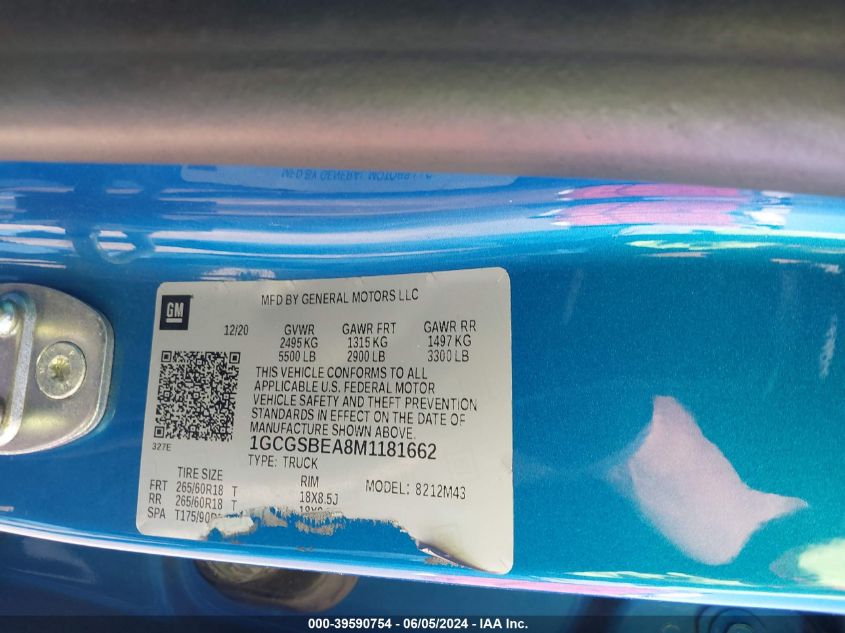 GM
MFD BY GENERAL MOTORS LLC
12/20 GVWR GAWR FRT GAWR RR
2495 KG 1315 KG 1497 KG
5500 LB 2900 LB 3300 LB
THIS VEHICLE CONFORMS TO ALL
APPLICABLE U.S. FEDERAL MOTOR
VEHICLE SAFETY AND THEFT PREVENTION
STANDARDS IN EFFECT ON THE DATE OF
MANUFACTURE SHOWN ABOVE.
327E
1GCGSBEA8M1181662
TYPE: TRUCK
TIRE SIZE RIM MODEL: 8212M43
FRT 265/60R18 T 18X8.5J
RR 265/60R18 T
SPA T175/90
000-39590754 - 06/05/2024 - IAA Inc.